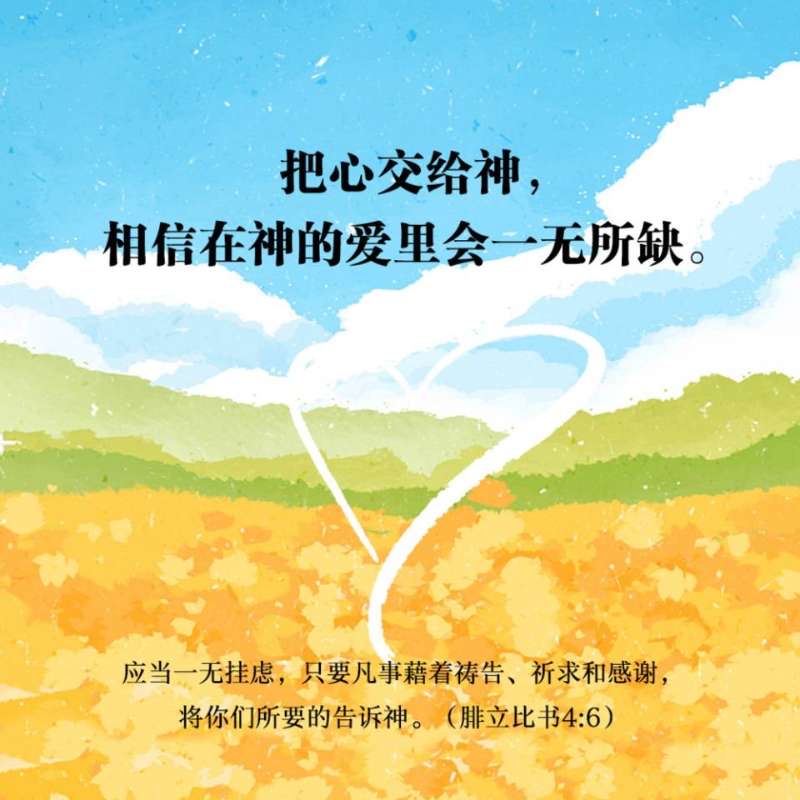 把心交给神，
相信在神的爱里会一无所缺。
应当一无挂虑，只要凡事藉着祷告、祈求和感谢，
将你们所要的告诉神。（腓立比书4:6）